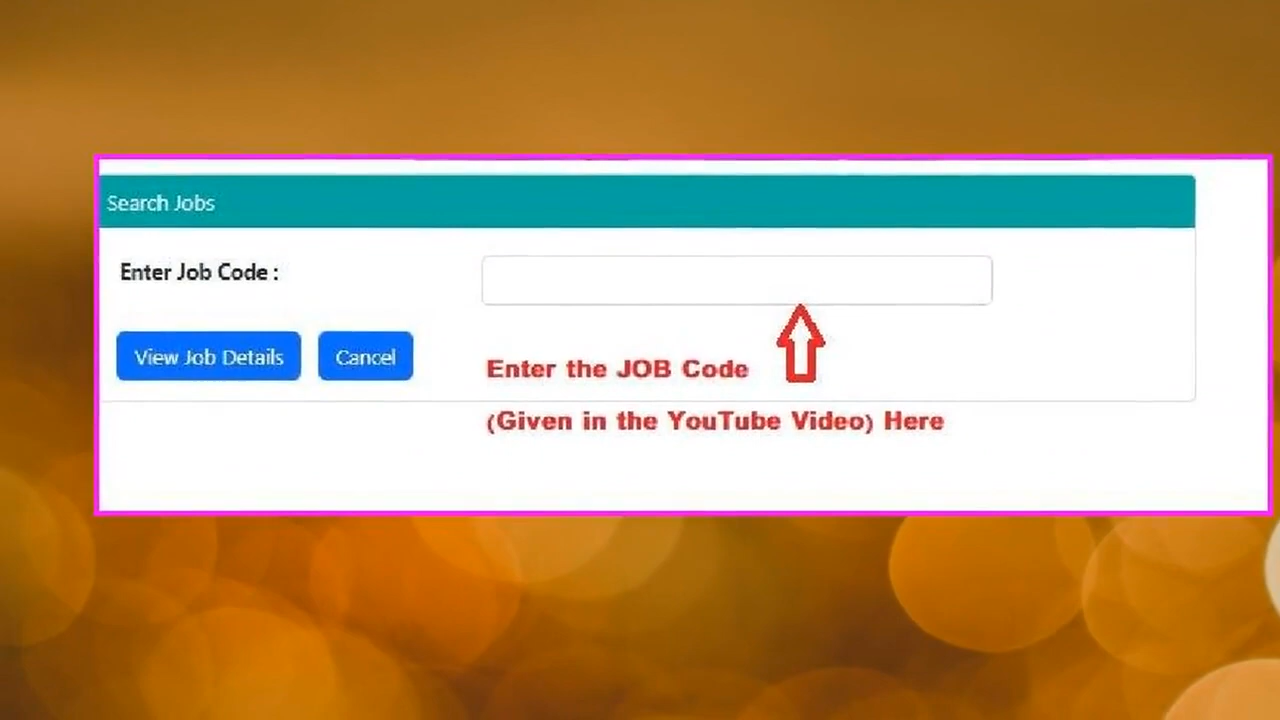 Search Jobs
Enter Job Code :
View Job Details Cancel
Enter the JOB Code
(Given in the YouTube Video) Here